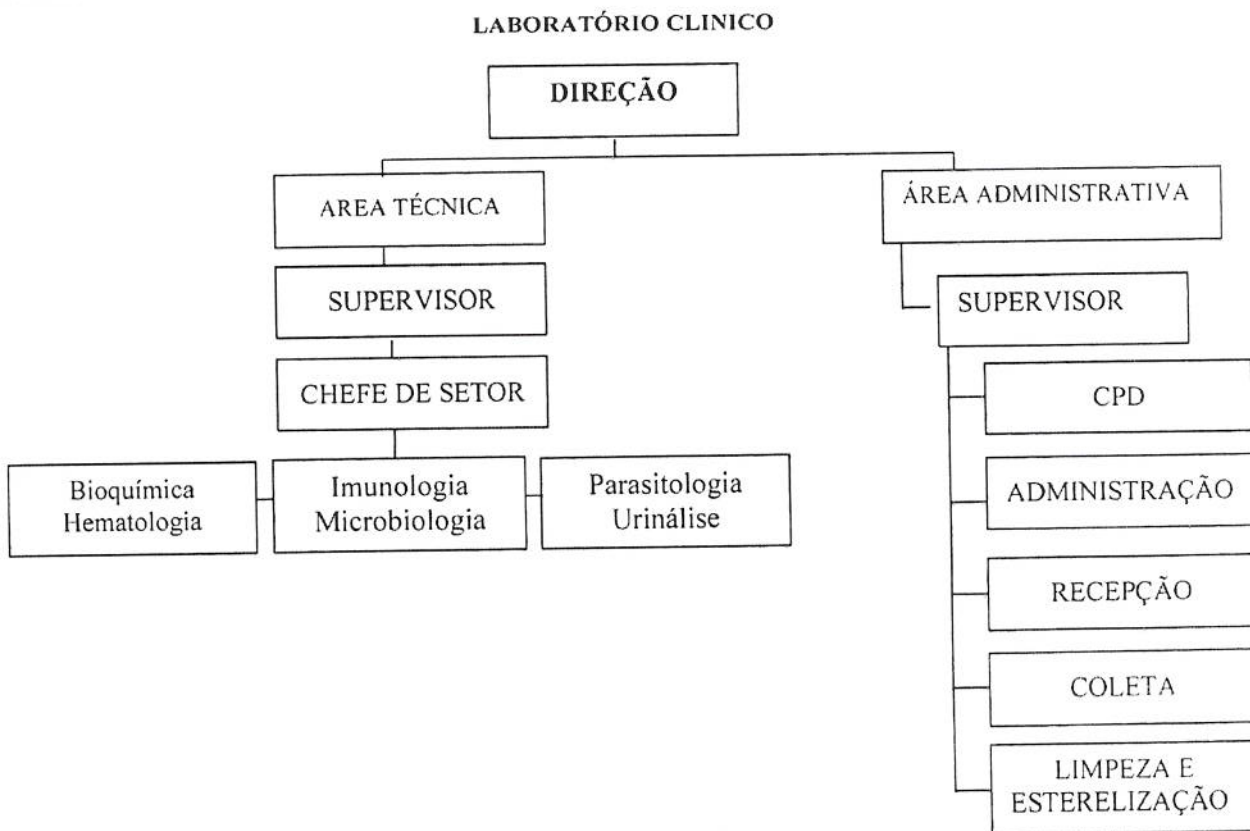 LABORATÓRIO CLINICO
DIREÇÃO
AREA TÉCNICA
ÁREA ADMINISTRATIVA
SUPERVISOR
SUPERVISOR
CHEFE DE SETOR
CPD
Bioquímica
Hematologia
Imunologia
Microbiologia
Parasitologia
Urinálise
ADMINISTRAÇÃO
RECEPÇÃO
COLETA
LIMPEZA E
ESTERELIZAÇÃO